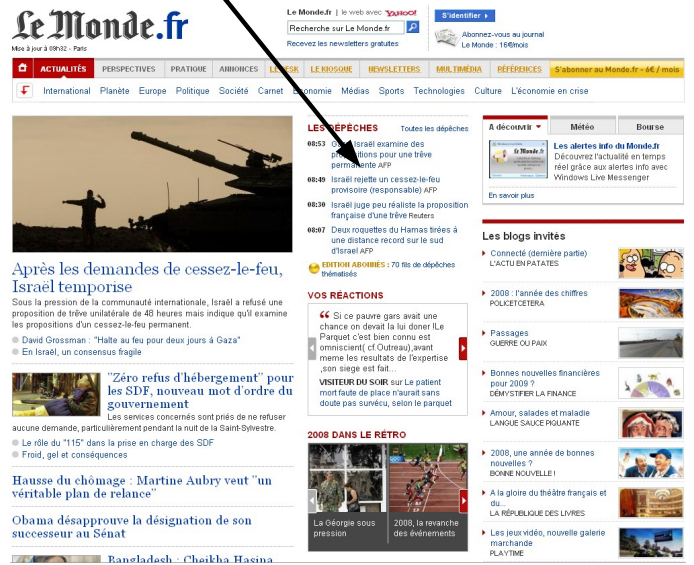 Le Monde.fr
Mise à jour à 09h32 - Paris
Le Monde.fr | le web avec YAHOO!
Recherche sur Le Monde.fr
Recevez les newsletters gratuites
S'identifier
Abonnez-vous au journal
Le Monde : 16€/mois
ACTUALITÉS PERSPECTIVES PRATIQUE ANNONCES LE DESK LE KIOSQUE NEWSLETTERS MULTIMÉDIA RÉFÉRENCES S'abonner au Monde.fr - 6€ / mois
International Planète Europe Politique Société Carnet Economie Médias Sports Technologies Culture L'économie en crise
Après les demandes de cessez-le-feu,
Israël temporise
Sous la pression de la communauté internationale, Israël a refusé une
proposition de trêve unilatérale de 48 heures mais indique qu'il examine
les propositions d'un cessez-le-feu permanent.
David Grossman : "Halte au feu pour deux jours à Gaza"
En Israël, un consensus fragile
"Zéro refus d'hébergement" pour
les SDF, nouveau mot d'ordre du
gouvernement
Les services concernés sont priés de ne refuser
aucune demande, particulièrement pendant la nuit de la Saint-Sylvestre.
Le rôle du "115" dans la prise en charge des SDF
Froid, gel et conséquences
Hausse du chômage : Martine Aubry veut "un
véritable plan de relance"
Obama désapprouve la désignation de son
successeur au Sénat
Bangladesh : Cheikha Hasina
LES DÉPÊCHES Toutes les dépêches
08:53 Israël examine des
propositions pour une trêve
permanente AFP
08:49 Israël rejette un cessez-le-feu
provisoire (responsable) AFP
08:30 Israël juge peu réaliste la proposition
française d'une trêve Reuters
08:07 Deux roquettes du Hamas tirées à
une distance record sur le sud
d'Israël AFP
EDITION ABONNÉS : 70 fils de dépêches
thématisés
VOS RÉACTIONS
“ Si ce pauvre gars avait une
chance on devait la lui doner !Le
Parquet c'est bien connu est
omniscient( cf.Outreau),avant
meme les resultats de l'expertise
,son siege est fait...
VISITEUR DU SOIR sur Le patient
mort faute de place n'aurait sans
doute pas survécu, selon le parquet
2008 DANS LE RÉTRO
La Géorgie sous
pression
2008, la revanche
des événements
A découvrir Météo Bourse
Les alertes info du Monde.fr
Découvrez l'actualité en temps
réel grâce aux alertes info avec
Windows Live Messenger
En savoir plus
Les blogs invités
Connecté (dernière partie)
L'ACTU EN PATATES
2008 : l'année des chiffres
POLICETCETERA
Passages
GUERRE OU PAIX
Bonnes nouvelles financières
pour 2009 ?
DÉMYSTIFIER LA FINANCE
Amour, salades et maladie
LANGUE SAUCE PIQUANTE
2008, une année de bonnes
nouvelles ?
BONNE NOUVELLE !
A la gloire du théâtre français et
du...
LA RÉPUBLIQUE DES LIVRES
Les jeux vidéo, nouvelle galerie
marchande
PLAYTIME